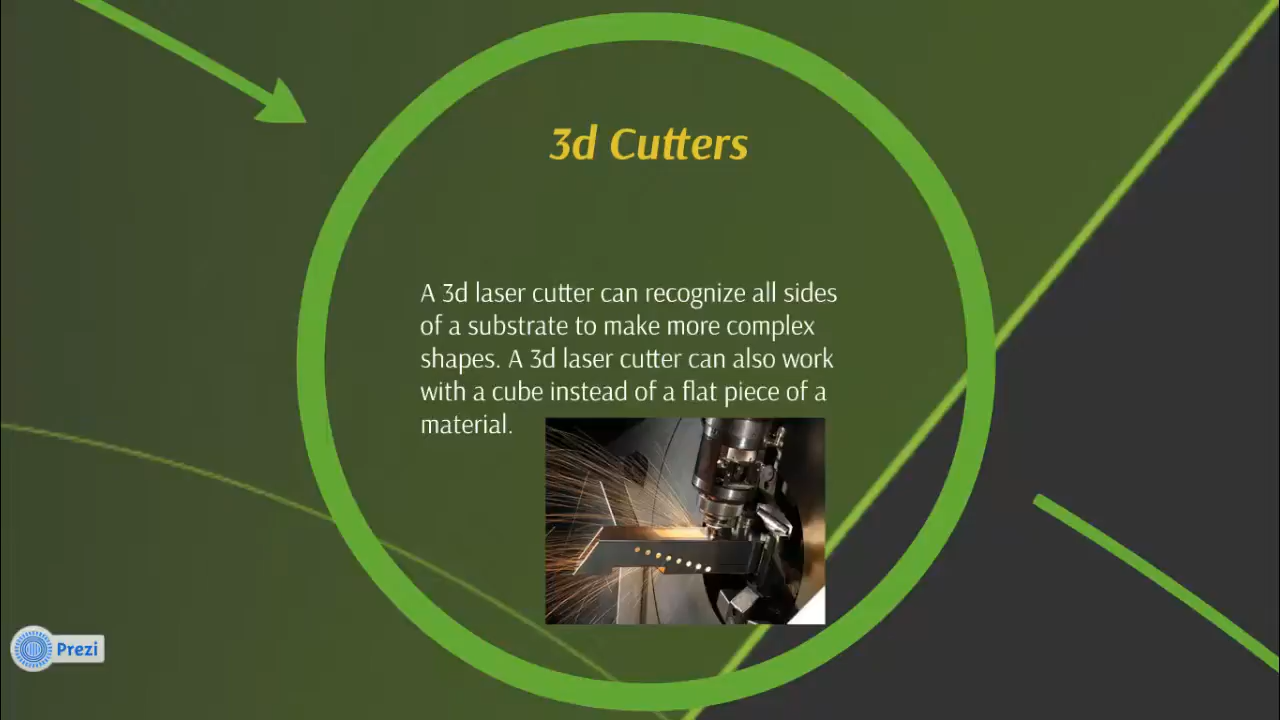 3d Cutters
A 3d laser cutter can recognize all sides
of a substrate to make more complex
shapes. A 3d laser cutter can also work
with a cube instead of a flat piece of a
material.
Prezi